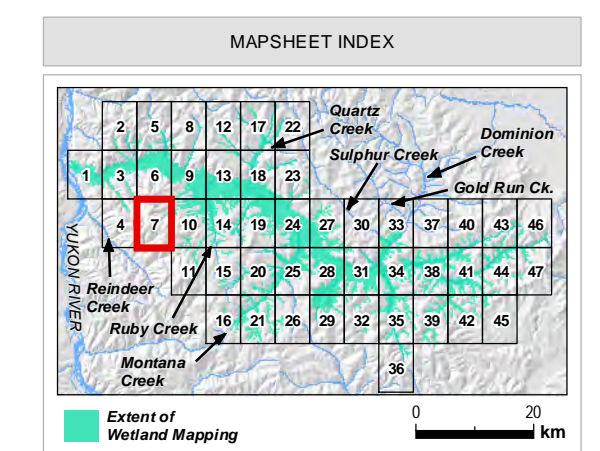 MAPSHEET INDEX
Quartz
Creek
Dominion
Creek
Sulphur Creek
Gold Run Ck.
2 5 8 12 17 22
1 3 6 9 13 18 23
4 7 10 14 19 24 27 30 33 37 40 43 46
11 15 20 25 28 31 34 38 41 44 47
16 21 26 29 32 35 39 42 45
36
YUKON RIVER
Reindeer
Creek
Ruby Creek
Montana
Creek
Extent of
Wetland Mapping
0 20
km